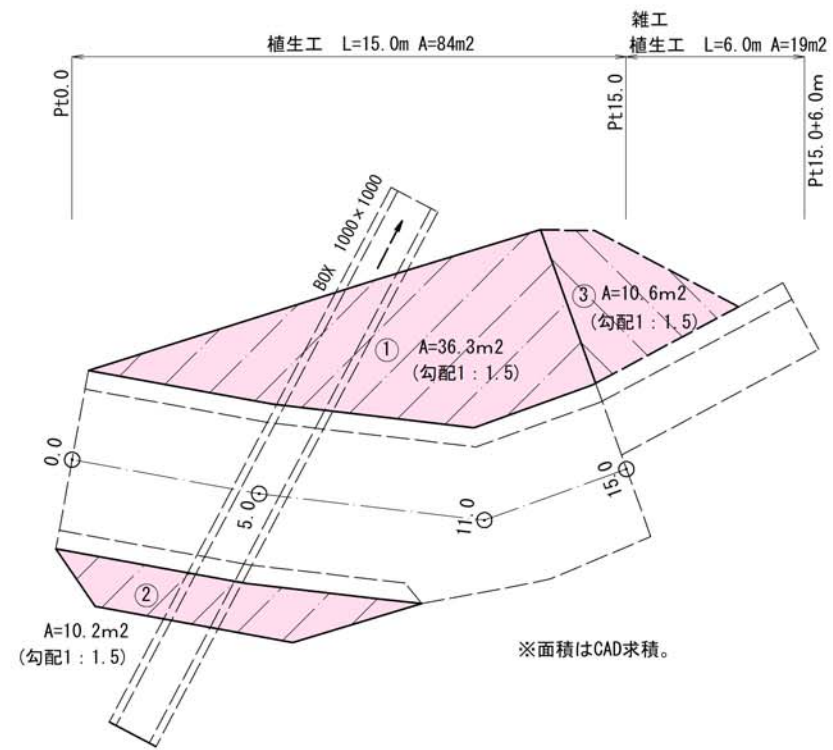 雑工
植生工 L=15.0m A=84m2
植生工 L=6.0m A=19m2
Pt0.0
Pt15.0
Pt15.0+6.0m
BOX 1000×1000
③ A=10.6m2
(勾配1:1.5)
① A=36.3m2
(勾配1:1.5)
0.0
5.0
11.0
15.0
②
A=10.2m2
(勾配1:1.5)
※面積はCAD求積。